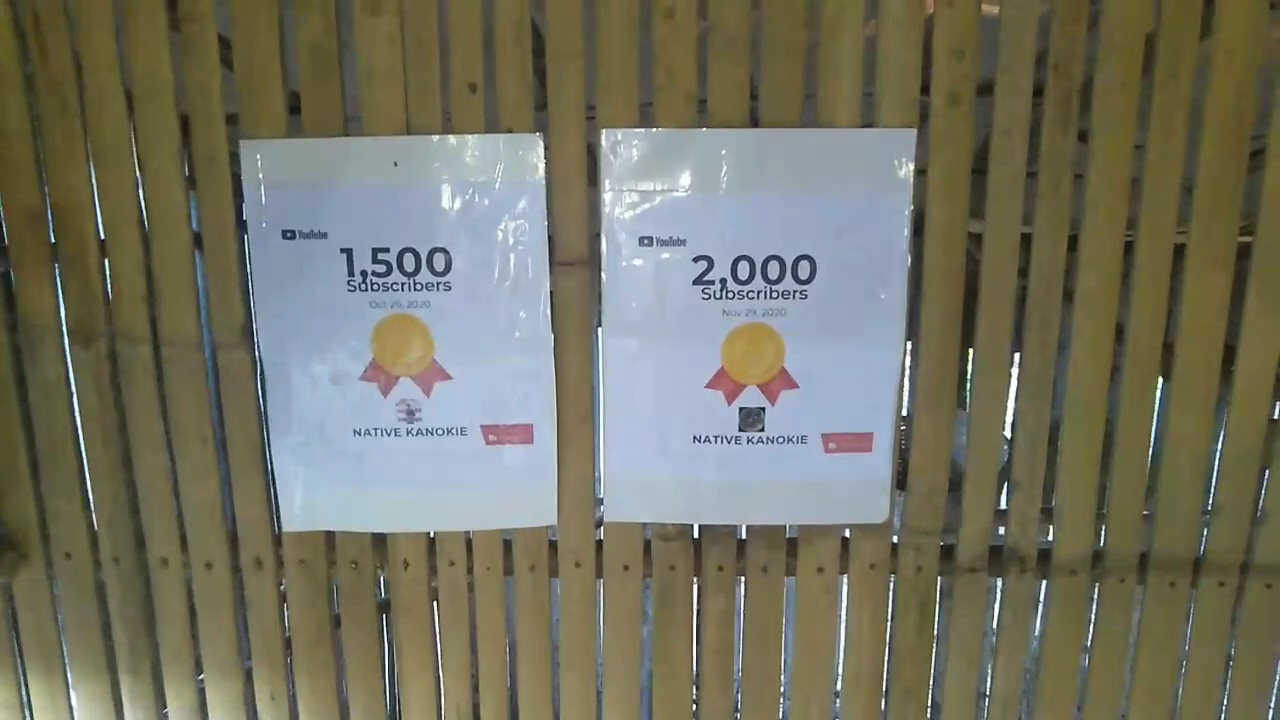 YouTube
1,500
Subscribers
Oct 26, 2020
NATIVE KANOKIE
YouTube
2,000
Subscribers
Nov 29, 2020
NATIVE KANOKIE